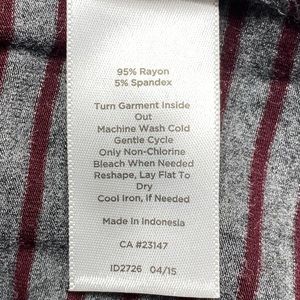 95% Rayon
5% Spandex
Turn Garment Inside
Out
Machine Wash Cold
Gentle Cycle
Only Non-Chlorine
Bleach When Needed
Reshape, Lay Flat To
Dry
Cool Iron, If Needed
Made In Indonesia
CA #23147
ID2726 04/15